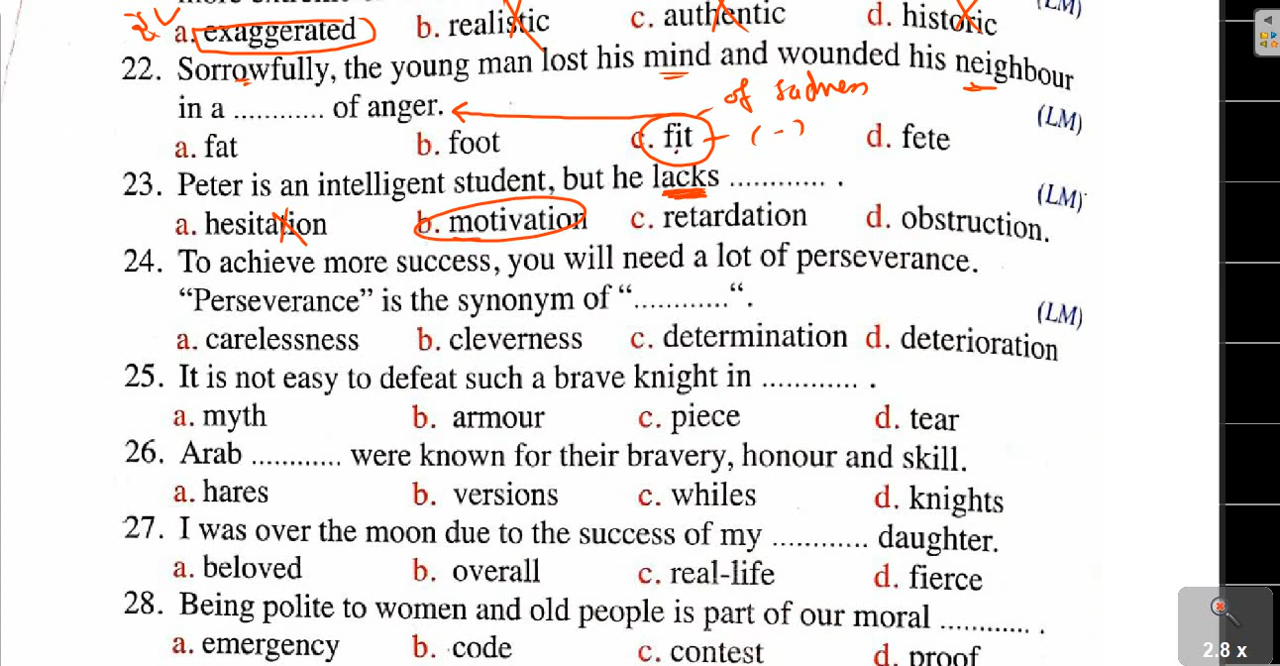 (LM)
a. exaggerated b. realistic c. authentic d. historic
22. Sorrowfully, the young man lost his mind and wounded his neighbour
of sadness
in a ............ of anger. (LM)
a. fat b. foot c. fit (-) d. fete
23. Peter is an intelligent student, but he lacks ............ . (LM)
a. hesitation b. motivation c. retardation d. obstruction.
24. To achieve more success, you will need a lot of perseverance.
“Perseverance” is the synonym of “............“. (LM)
a. carelessness b. cleverness c. determination d. deterioration
25. It is not easy to defeat such a brave knight in ............ .
a. myth b. armour c. piece d. tear
26. Arab ............ were known for their bravery, honour and skill.
a. hares b. versions c. whiles d. knights
27. I was over the moon due to the success of my ............ daughter.
a. beloved b. overall c. real-life d. fierce
28. Being polite to women and old people is part of our moral ............ .
a. emergency b. code c. contest d. proof
2.8 x